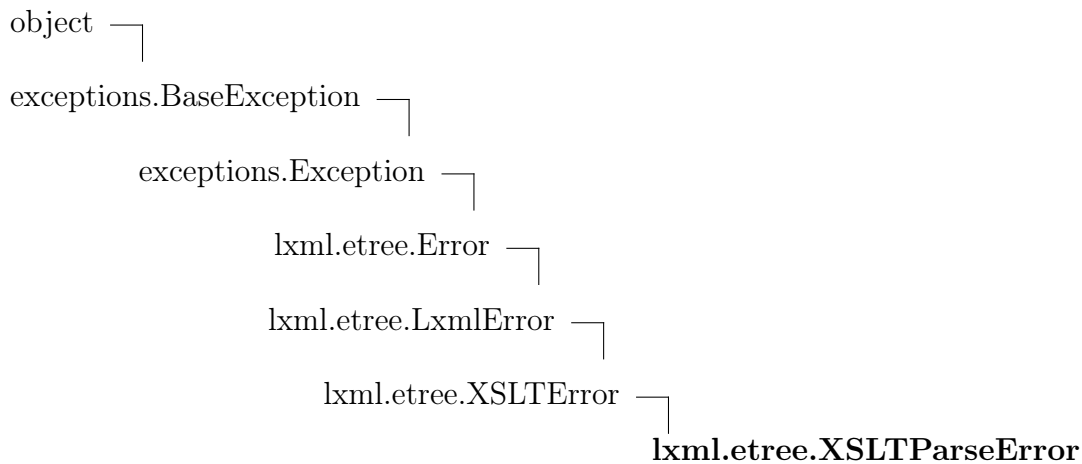 object
exceptions.BaseException
exceptions.Exception
lxml.etree.Error
lxml.etree.LxmlError
lxml.etree.XSLTError
lxml.etree.XSLTParseError